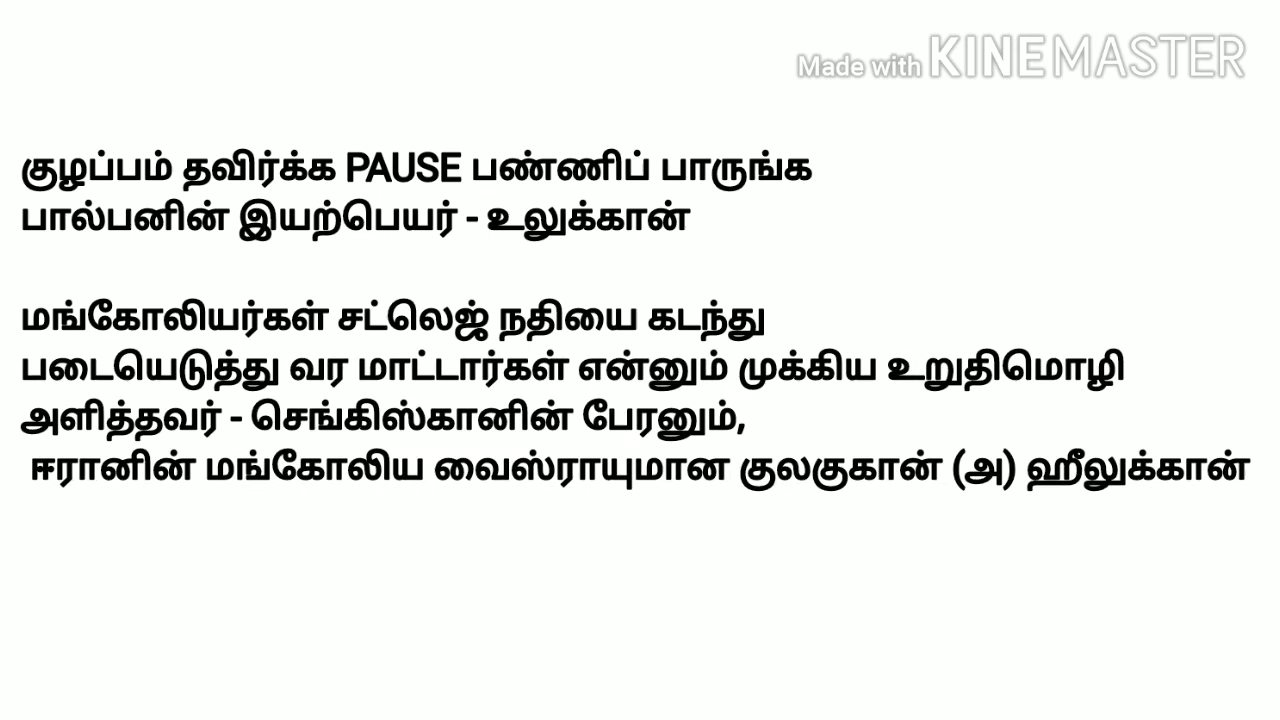 Made with KINEMASTER
குழப்பம் தவிர்க்க PAUSE பண்ணிப் பாருங்க
பால்பனின் இயற்பெயர் - உலுக்கான்
மங்கோலியர்கள் சட்லெஜ் நதியை கடந்து
படையெடுத்து வர மாட்டார்கள் என்னும் முக்கிய உறுதிமொழி
அளித்தவர் - செங்கிஸ்கானின் பேரனும்,
ஈரானின் மங்கோலிய வைஸ்ராயுமான குலகுகான் (அ) ஹீலுக்கான்